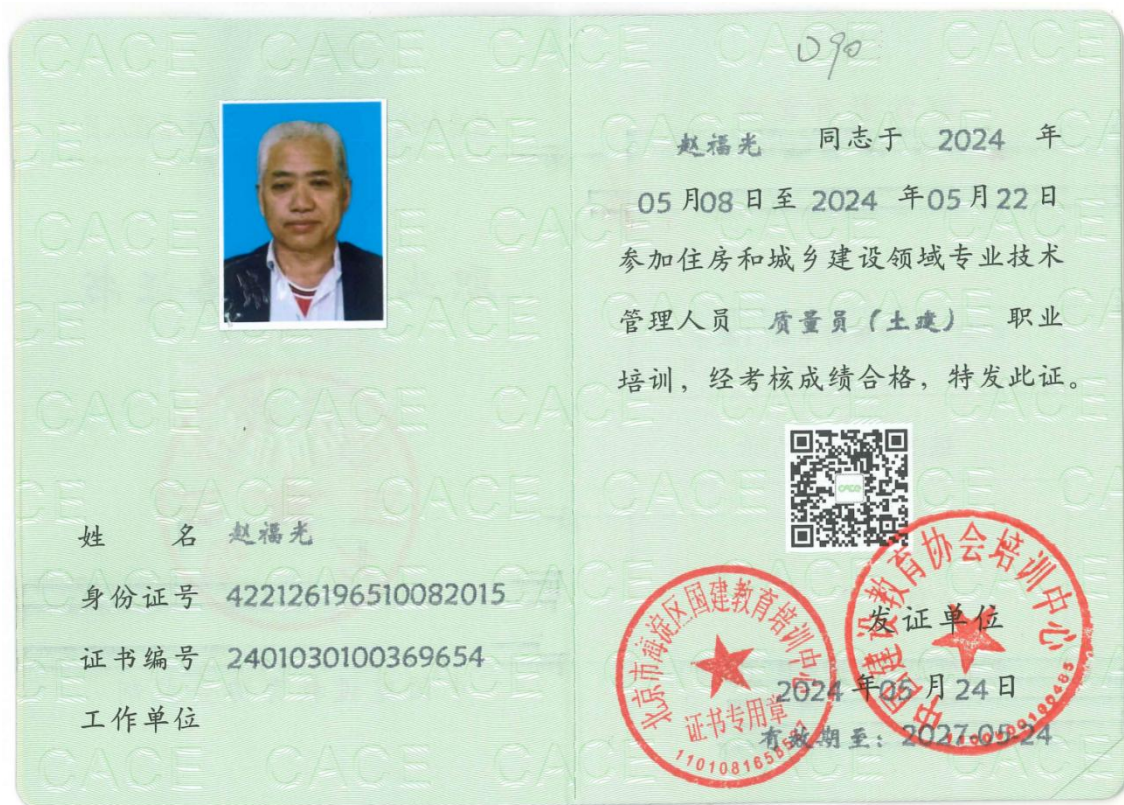 姓 名 赵福光
身份证号 422126196510082015
证书编号 2401030100369654
工作单位
赵福光 同志于 2024 年
05 月08 日至 2024 年05 月22 日
参加住房和城乡建设领域专业技术
管理人员 质量员（土建） 职业
培训，经考核成绩合格，特发此证。
CACE
北京市海淀区国建教育培训中心
证书专用章
中国建设教育协会培训中心
发证单位
2024 年05 月24日
有效期至：2027-05-24